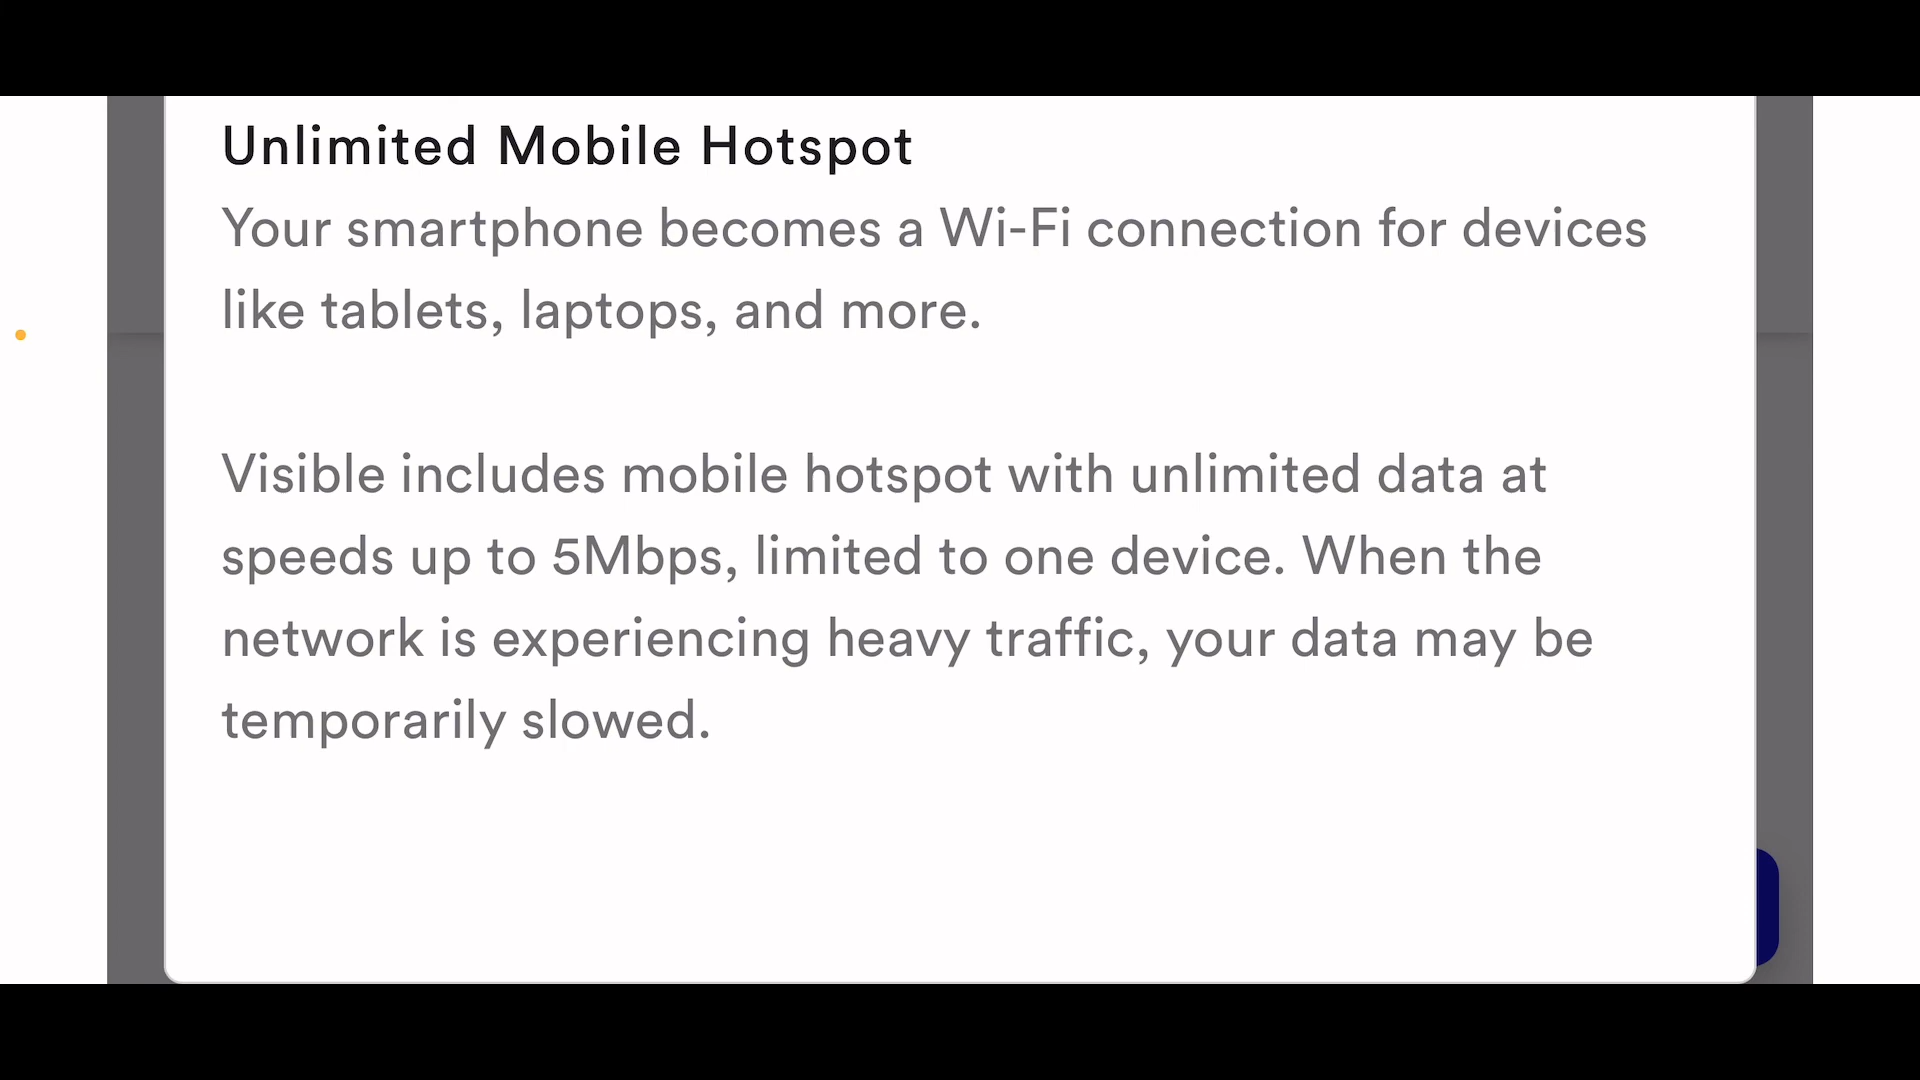 Unlimited Mobile Hotspot
Your smartphone becomes a Wi-Fi connection for devices
like tablets, laptops, and more.
Visible includes mobile hotspot with unlimited data at
speeds up to 5Mbps, limited to one device. When the
network is experiencing heavy traffic, your data may be
temporarily slowed.